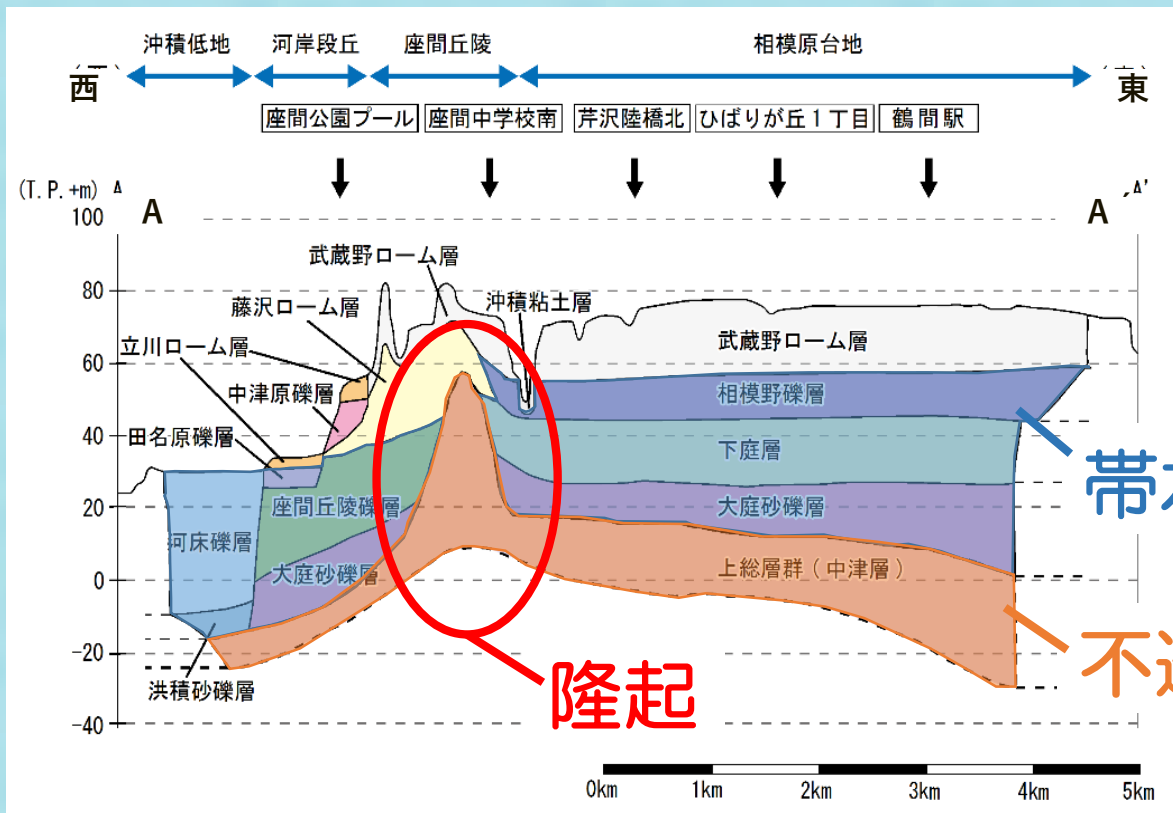 沖積低地 河岸段丘 座間丘陵 相模原台地
西 東
座間公園プール 座間中学校南 芹沢陸橋北 ひばりが丘1丁目 鶴間駅
(T.P.+m) A A'
A A
100
80
60
40
20
0
-20
-40
武蔵野ローム層
藤沢ローム層
沖積粘土層
立川ローム層
武蔵野ローム層
中津原礫層
相模野礫層
田名原礫層
下庭層
帯
座間丘陵礫層
大庭砂礫層
河床礫層
大庭砂礫層
上総層群(中津層)
不
隆起
洪積砂礫層
0km 1km 2km 3km 4km 5km